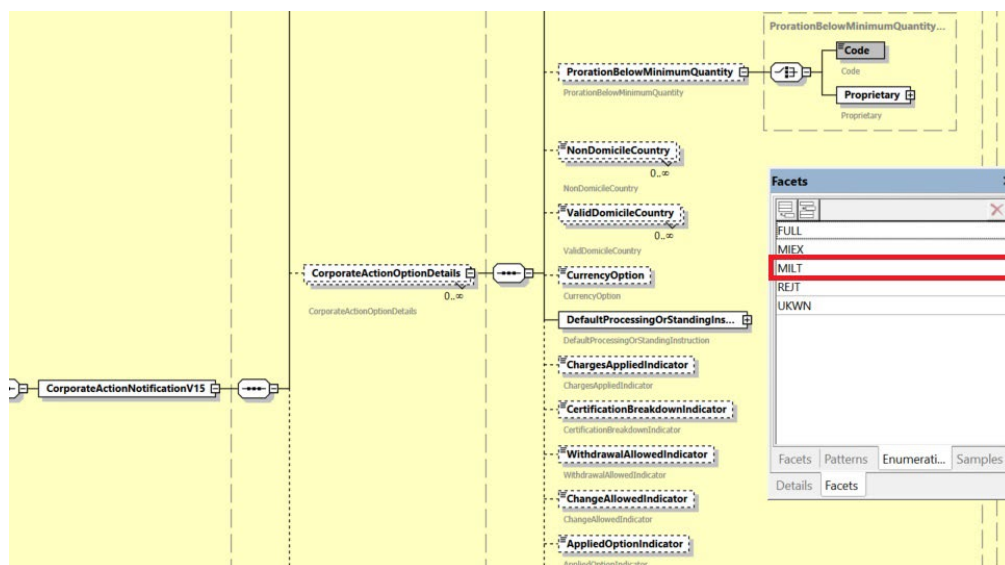 ProrationBelowMinimumQuantity...
Code
Code
ProrationBelowMinimumQuantity
ProrationBelowMinimumQuantity
Proprietary
Proprietary
NonDomicileCountry
0..∞
NonDomicileCountry
ValidDomicileCountry
0..∞
ValidDomicileCountry
CorporateActionOptionDetails
0..∞
CorporateActionOptionDetails
CurrencyOption
CurrencyOption
DefaultProcessingOrStandingIns...
DefaultProcessingOrStandingInstruction
ChargesAppliedIndicator
ChargesAppliedIndicator
CorporateActionNotificationV15
CertificationBreakdownIndicator
CertificationBreakdownIndicator
WithdrawalAllowedIndicator
WithdrawalAllowedIndicator
ChangeAllowedIndicator
ChangeAllowedIndicator
AppliedOptionIndicator
AppliedOptionIndicator
Facets
FULL
MIEX
MILT
REJT
UKWN
Facets Patterns Enumerati... Samples
Details Facets